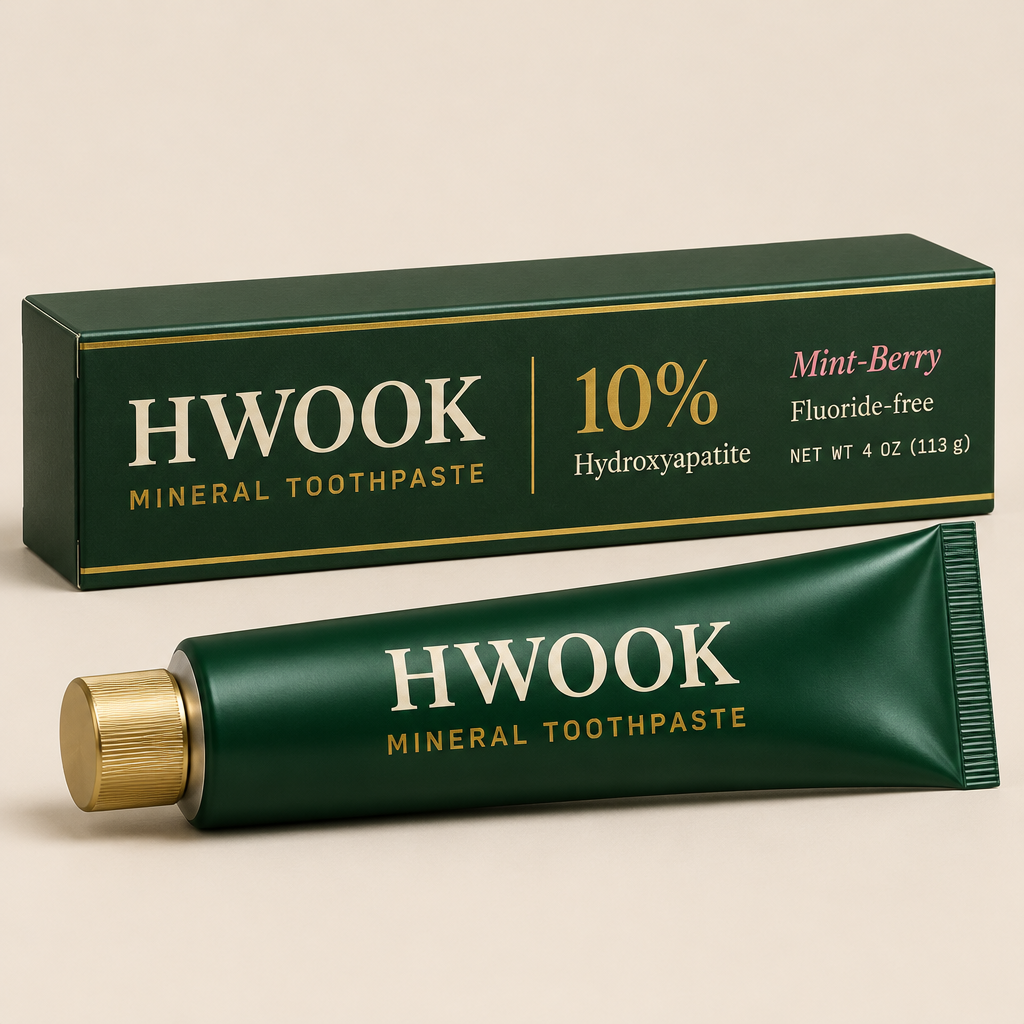 HWOOK
MINERAL TOOTHPASTE
10%
Hydroxyapatite
Mint-Berry
Fluoride-free
NET WT 4 OZ (113 g)
HWOOK
MINERAL TOOTHPASTE